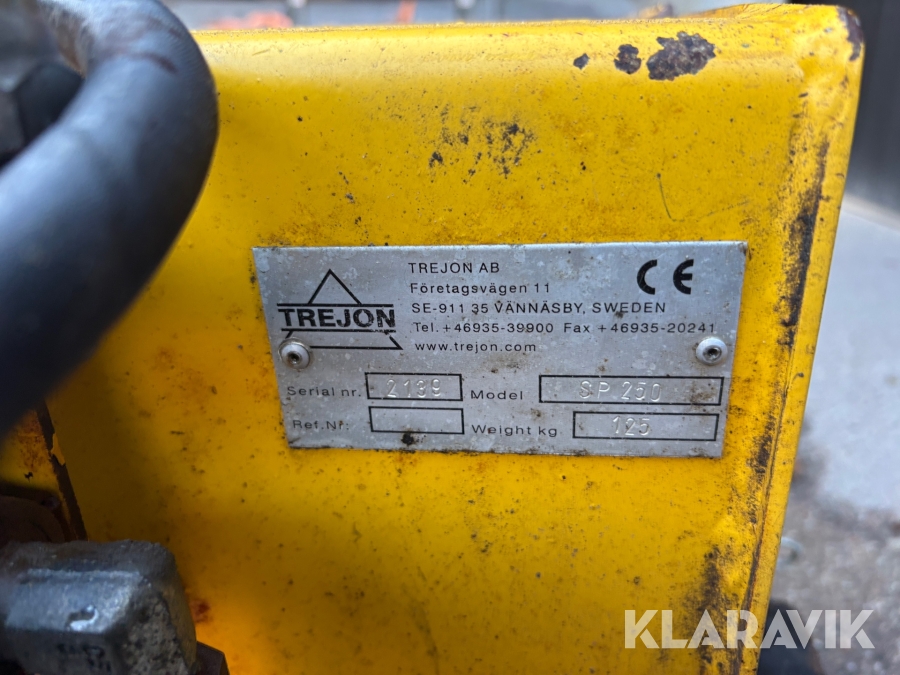 TREJON AB
Företagsvägen 11
SE-911 35 VÄNNÄSBY, SWEDEN
Tel. +46935-39900 Fax +46935-20241
www.trejon.com
CE
TREJON
Serial nr. 2139 Model SP 250
Ref.Nr: Weight kg 125
KLARAVIK